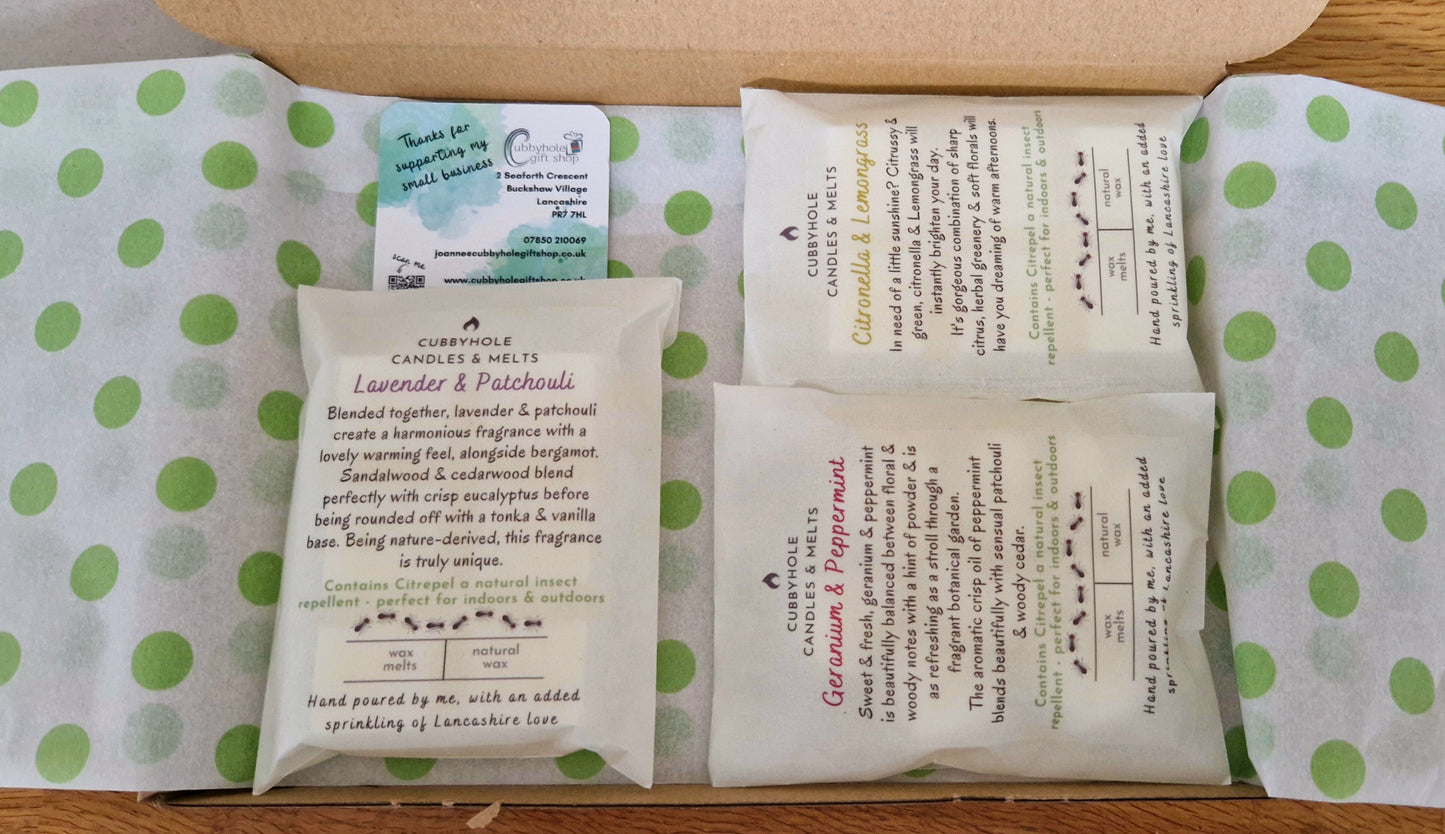 Thanks for
supporting my
small business
Cubbyhole
gift shop
2 Seaforth Crescent
Buckshaw Village
Lancashire
PR7 7HL
07850 210069
joanneecubbyholegiftshop.co.uk
scan me
www.cubbyholegiftshop.co.uk
CUBBYHOLE
CANDLES & MELTS
Lavender & Patchouli
Blended together, lavender & patchouli
create a harmonious fragrance with a
lovely warming feel, alongside bergamot.
Sandalwood & cedarwood blend
perfectly with crisp eucalyptus before
being rounded off with a tonka & vanilla
base. Being nature-derived, this fragrance
is truly unique.
Contains Citrepel a natural insect
repellent - perfect for indoors & outdoors
wax
melts
natural
wax
Hand poured by me, with an added
sprinkling of Lancashire love
CUBBYHOLE
CANDLES & MELTS
Citronella & Lemongrass
In need of a little sunshine? Citrussy &
green, citronella & Lemongrass will
instantly brighten your day.
It's gorgeous combination of sharp
citrus, herbal greenery & soft florals will
have you dreaming of warm afternoons.
Contains Citrepel a natural insect
repellent - perfect for indoors & outdoors
wax
melts
natural
wax
Hand poured by me, with an added
sprinkling of Lancashire love
CUBBYHOLE
CANDLES & MELTS
Geranium & Peppermint
Sweet & fresh, geranium & peppermint
is beautifully balanced between floral &
woody notes with a hint of powder & is
as refreshing as a stroll through a
fragrant botanical garden.
The aromatic crisp oil of peppermint
blends beautifully with sensual patchouli
& woody cedar.
Contains Citrepel a natural insect
repellent - perfect for indoors & outdoors
wax
melts
natural
wax
Hand poured by me, with an added
sprinkling of Lancashire love